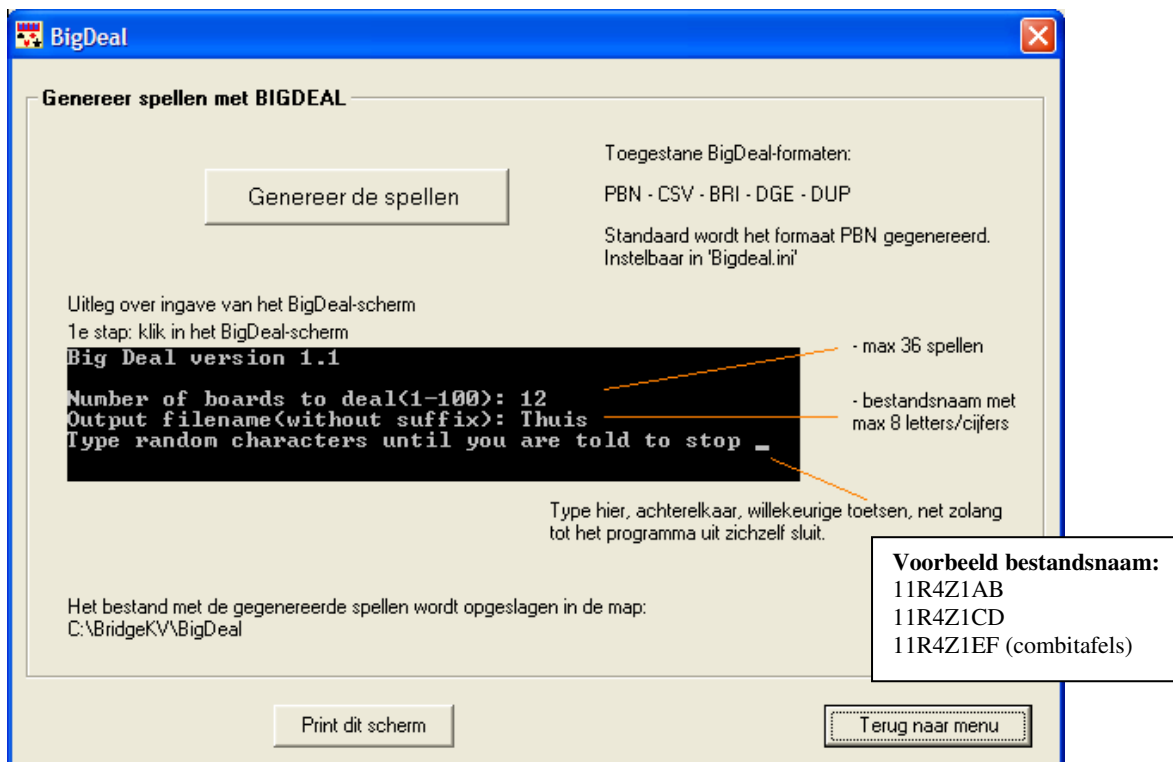 BigDeal
Genereer spellen met BIGDEAL
Genereer de spellen
Toegestane BigDeal-formaten:
PBN - CSV - BRI - DGE - DUP
Standaard wordt het formaat PBN gegenereerd.
Instelbaar in 'Bigdeal.ini'
Uitleg over ingave van het BigDeal-scherm
1e stap: klik in het BigDeal-scherm
Big Deal version 1.1
Number of boards to deal(1-100): 12
Output filename(without suffix): Thuis
Type random characters until you are told to stop _
- max 36 spellen
- bestandsnaam met
max 8 letters/cijfers
Type hier, achterelkaar, willekeurige toetsen, net zolang
tot het programma uit zichzelf sluit.
Voorbeeld bestandsnaam:
11R4Z1AB
11R4Z1CD
11R4Z1EF (combitafels)
Het bestand met de gegenereerde spellen wordt opgeslagen in de map:
C:\BridgeKV\BigDeal
Print dit scherm
Terug naar menu